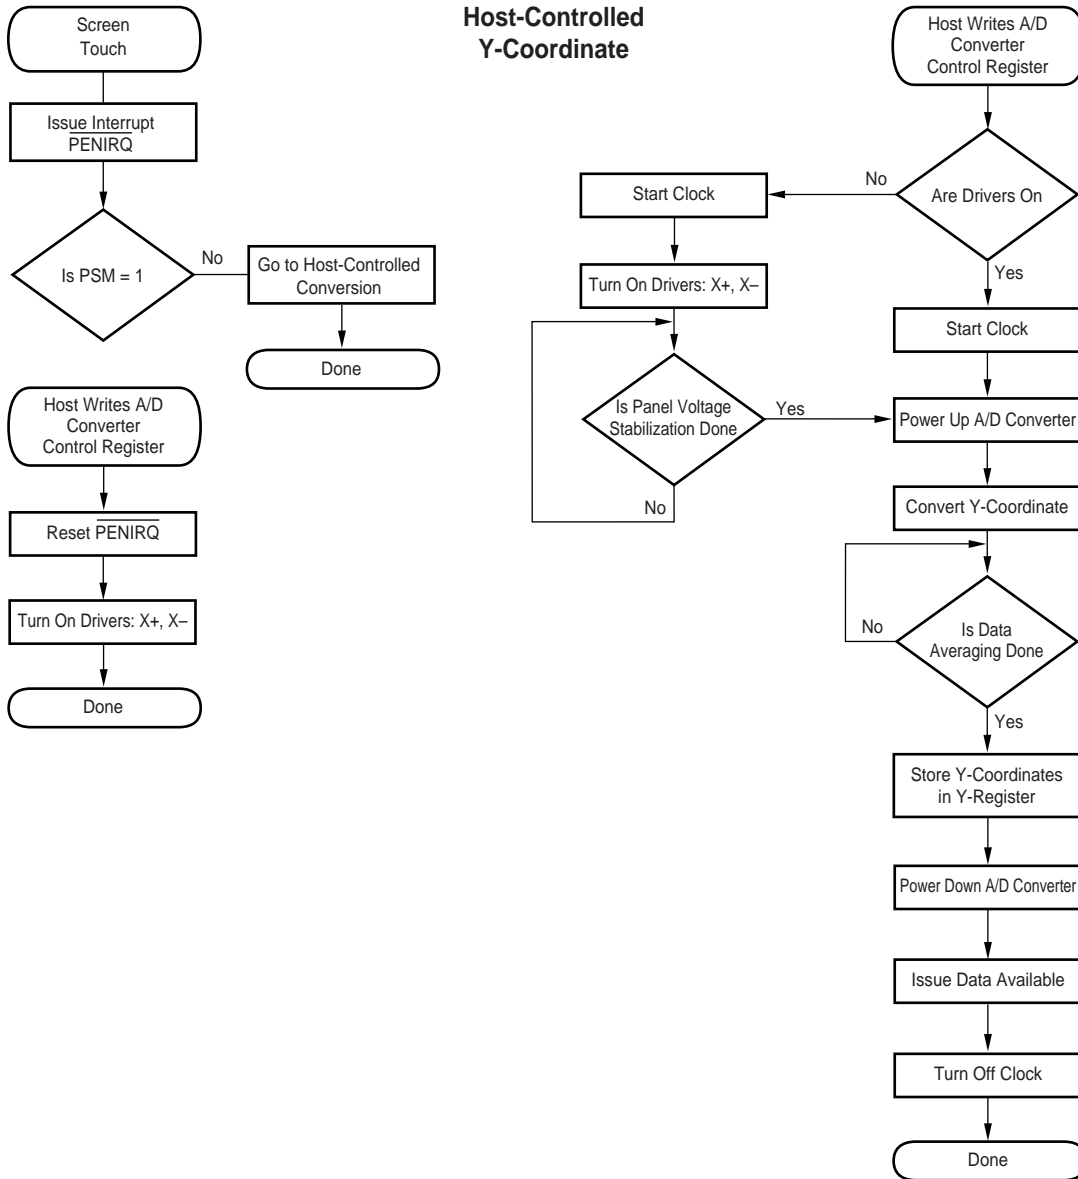 Host-Controlled
Y-Coordinate
Screen
Touch
Issue Interrupt
PENIRQ
Is PSM = 1
No
Go to Host-Controlled
Conversion
Done
Host Writes A/D
Converter
Control Register
Reset PENIRQ
Turn On Drivers: X+, X–
Done
Host Writes A/D
Converter
Control Register
Are Drivers On
No
Start Clock
Turn On Drivers: X+, X–
Is Panel Voltage
Stabilization Done
Yes
No
Yes
Start Clock
Power Up A/D Converter
Convert Y-Coordinate
Is Data
Averaging Done
No
Yes
Store Y-Coordinates
in Y-Register
Power Down A/D Converter
Issue Data Available
Turn Off Clock
Done